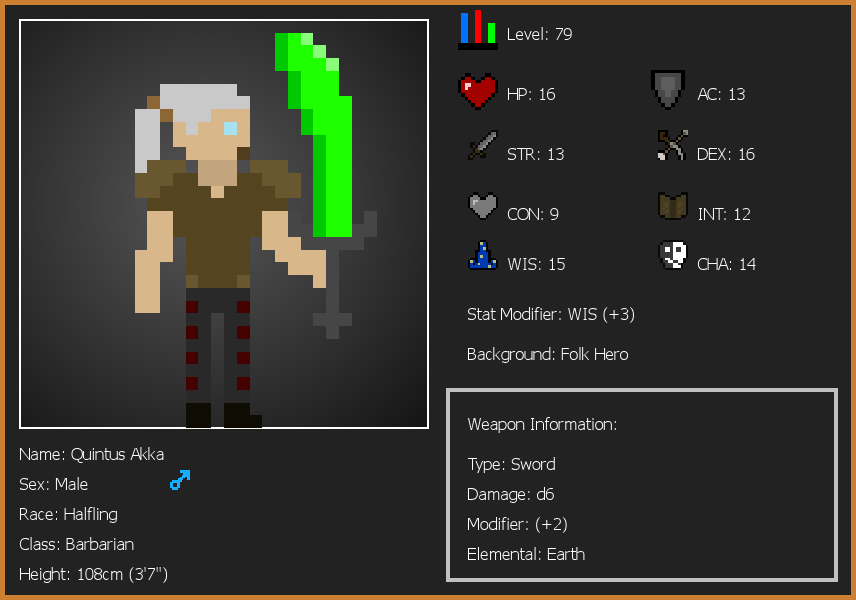 Level: 79
HP: 16
AC: 13
STR: 13
DEX: 16
CON: 9
INT: 12
WIS: 15
CHA: 14
Stat Modifier: WIS (+3)
Background: Folk Hero
Weapon Information:
Type: Sword
Damage: d6
Modifier: (+2)
Elemental: Earth
Name: Quintus Akka
Sex: Male
Race: Halfling
Class: Barbarian
Height: 108cm (3'7")